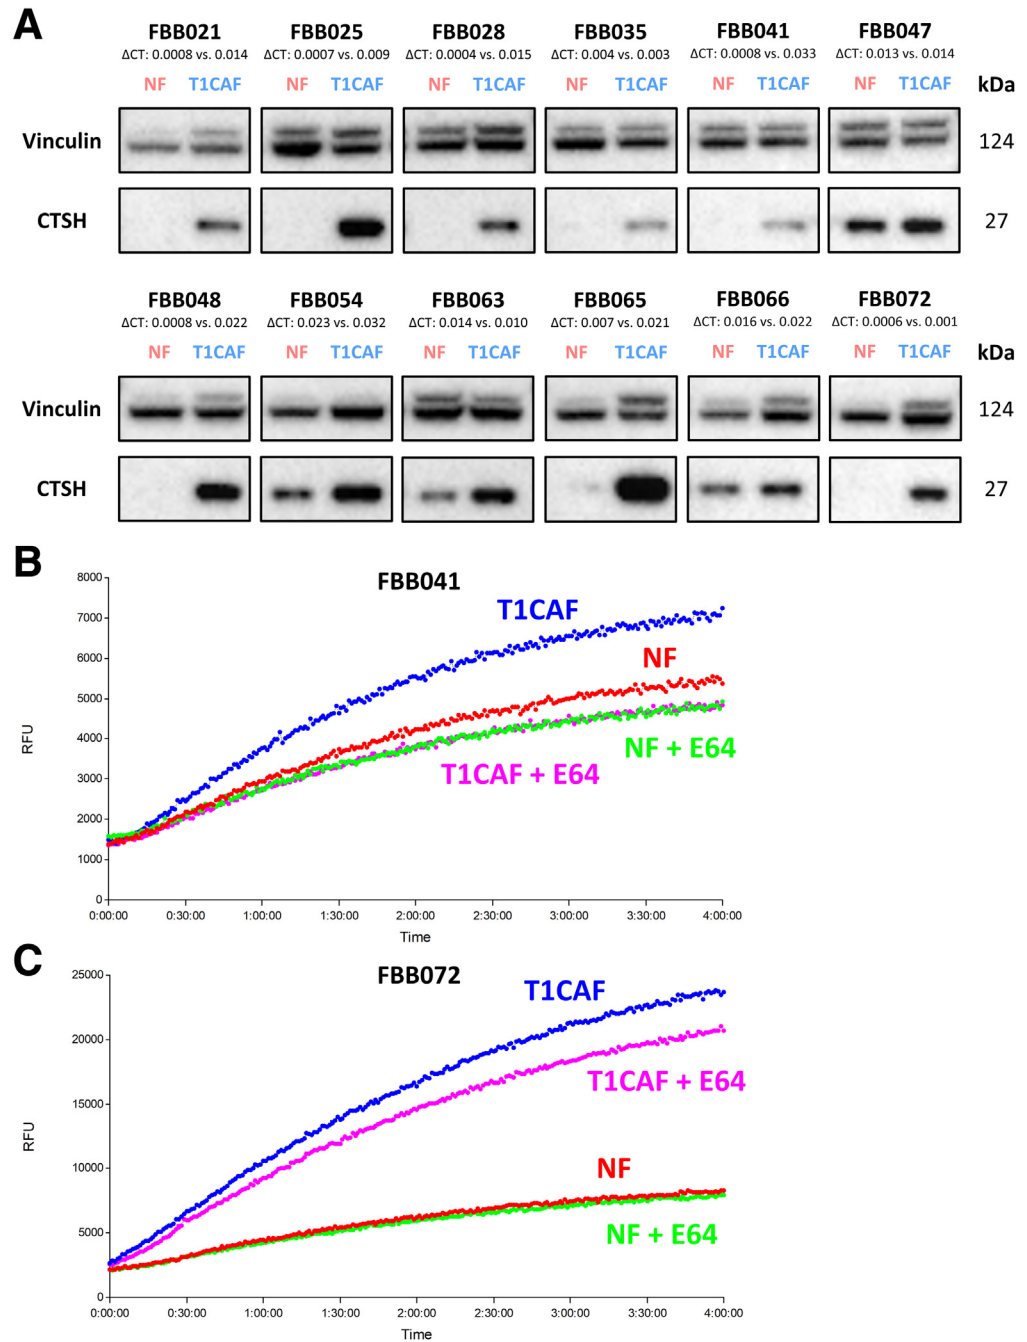 A
FBB021 FBB025 FBB028 FBB035 FBB041 FBB047
ΔCT: 0.0008 vs. 0.014 ΔCT: 0.0007 vs. 0.009 ΔCT: 0.0004 vs. 0.015 ΔCT: 0.004 vs. 0.003 ΔCT: 0.0008 vs. 0.033 ΔCT: 0.013 vs. 0.014
NF T1CAF NF T1CAF NF T1CAF NF T1CAF NF T1CAF NF T1CAF kDa
Vinculin 124
CTSH 27
FBB048 FBB054 FBB063 FBB065 FBB066 FBB072
ΔCT: 0.0008 vs. 0.022 ΔCT: 0.023 vs. 0.032 ΔCT: 0.014 vs. 0.010 ΔCT: 0.007 vs. 0.021 ΔCT: 0.016 vs. 0.022 ΔCT: 0.0006 vs. 0.001
NF T1CAF NF T1CAF NF T1CAF NF T1CAF NF T1CAF NF T1CAF kDa
Vinculin 124
CTSH 27
B
FBB041
8000
7000
6000
5000
4000
3000
2000
1000
0
RFU
T1CAF
NF
NF + E64
T1CAF + E64
0:00:00 0:30:00 1:00:00 1:30:00 2:00:00 2:30:00 3:00:00 3:30:00 4:00:00
Time
C
FBB072
25000
20000
15000
10000
5000
0
RFU
T1CAF
T1CAF + E64
NF
NF + E64
0:00:00 0:30:00 1:00:00 1:30:00 2:00:00 2:30:00 3:00:00 3:30:00 4:00:00
Time